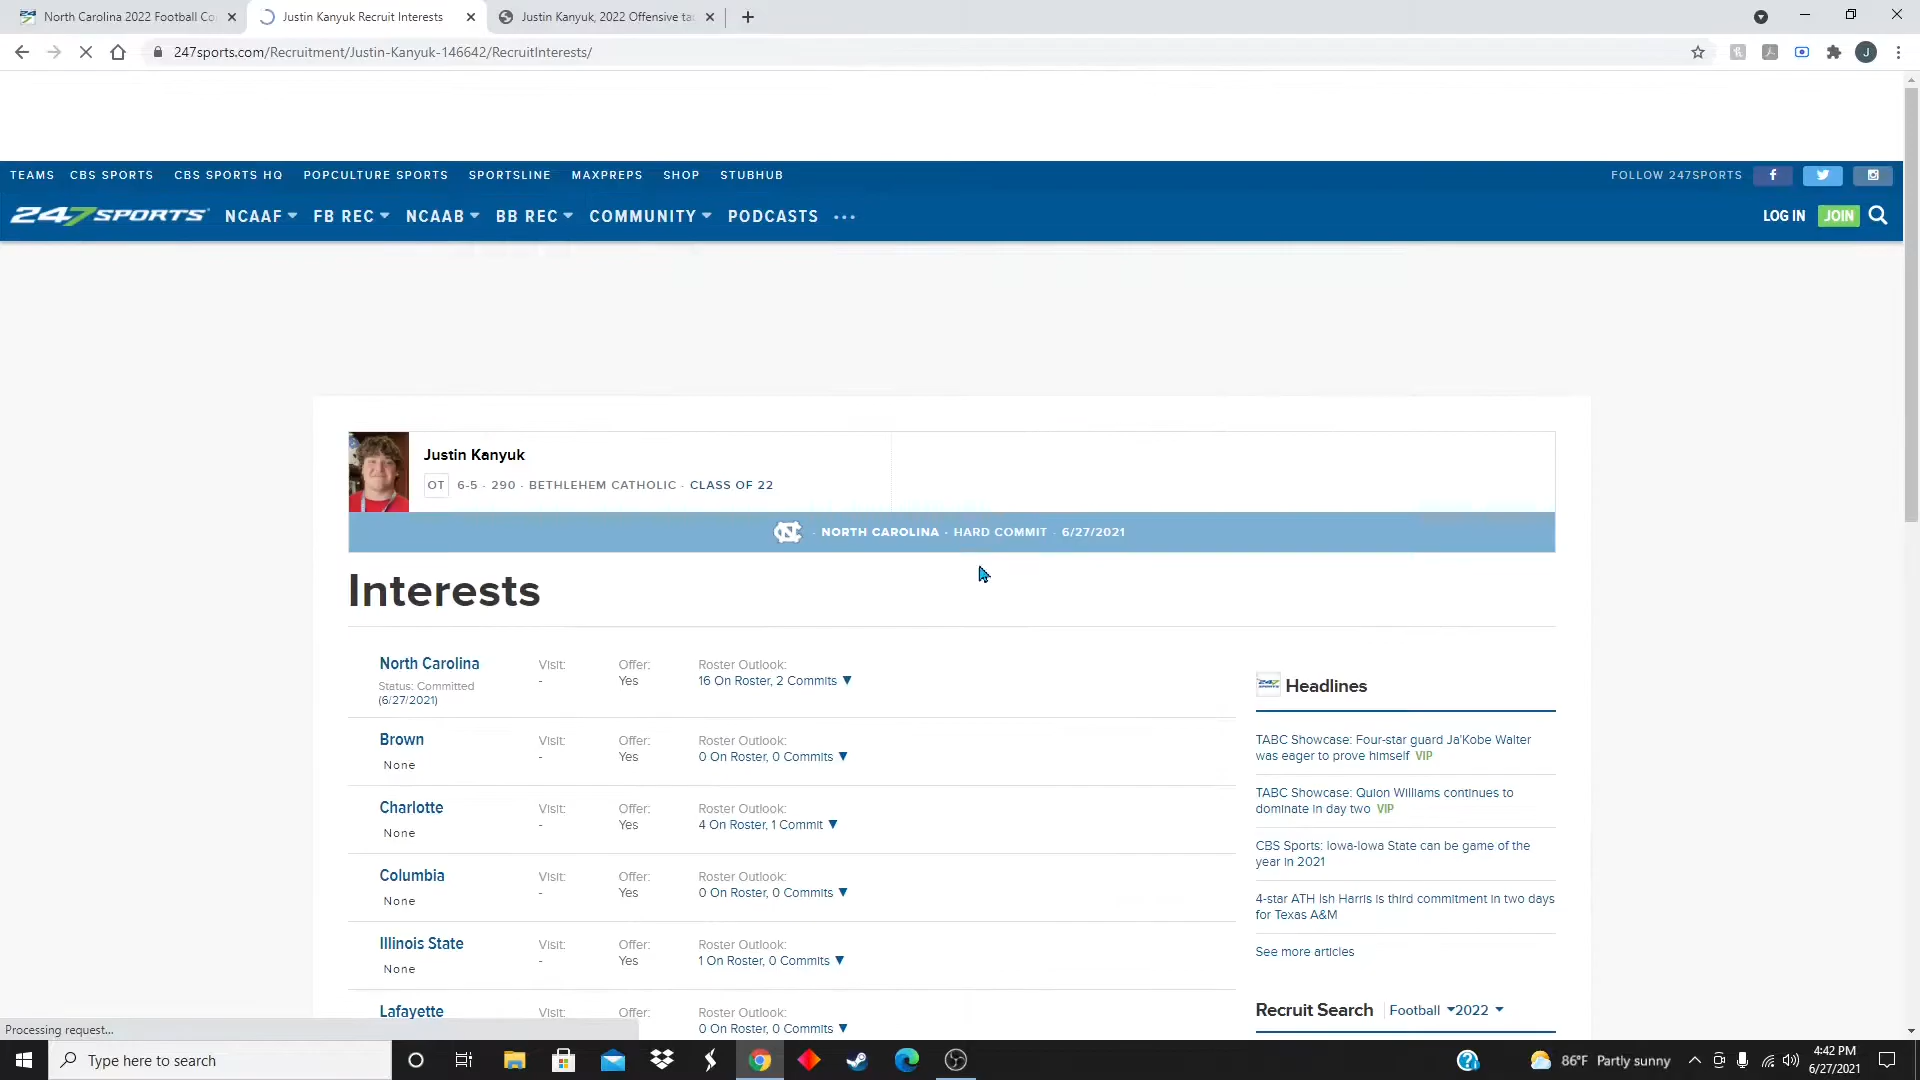 North Carolina 2022 Football Co
Justin Kanyuk Recruit Interests
Justin Kanyuk, 2022 Offensive ta
247sports.com/Recruitment/Justin-Kanyuk-146642/RecruitInterests/
J
TEAMS CBS SPORTS CBS SPORTS HQ POPCULTURE SPORTS SPORTSLINE MAXPREPS SHOP STUBHUB
FOLLOW 247SPORTS
247SPORTS NCAAF FB REC NCAAB BB REC COMMUNITY PODCASTS
LOG IN JOIN
Justin Kanyuk
OT 6-5 - 290 - BETHLEHEM CATHOLIC - CLASS OF 22
NC - NORTH CAROLINA - HARD COMMIT - 6/27/2021
Interests
North Carolina Visit: Offer: Roster Outlook:
- Yes 16 On Roster, 2 Commits ▼
Status: Committed
(6/27/2021)
Brown Visit: Offer: Roster Outlook:
- Yes 0 On Roster, 0 Commits ▼
None
Charlotte Visit: Offer: Roster Outlook:
- Yes 4 On Roster, 1 Commit ▼
None
Columbia Visit: Offer: Roster Outlook:
- Yes 0 On Roster, 0 Commits ▼
None
Illinois State Visit: Offer: Roster Outlook:
- Yes 1 On Roster, 0 Commits ▼
None
Lafayette Visit: Offer: Roster Outlook:
0 On Roster, 0 Commits ▼
247 Headlines
TABC Showcase: Four-star guard Ja'Kobe Walter
was eager to prove himself VIP
TABC Showcase: Quion Williams continues to
dominate in day two VIP
CBS Sports: Iowa-Iowa State can be game of the
year in 2021
4-star ATH Ish Harris is third commitment in two days
for Texas A&M
See more articles
Recruit Search Football 2022
Processing request...
Type here to search
86°F Partly sunny
4:42 PM
6/27/2021